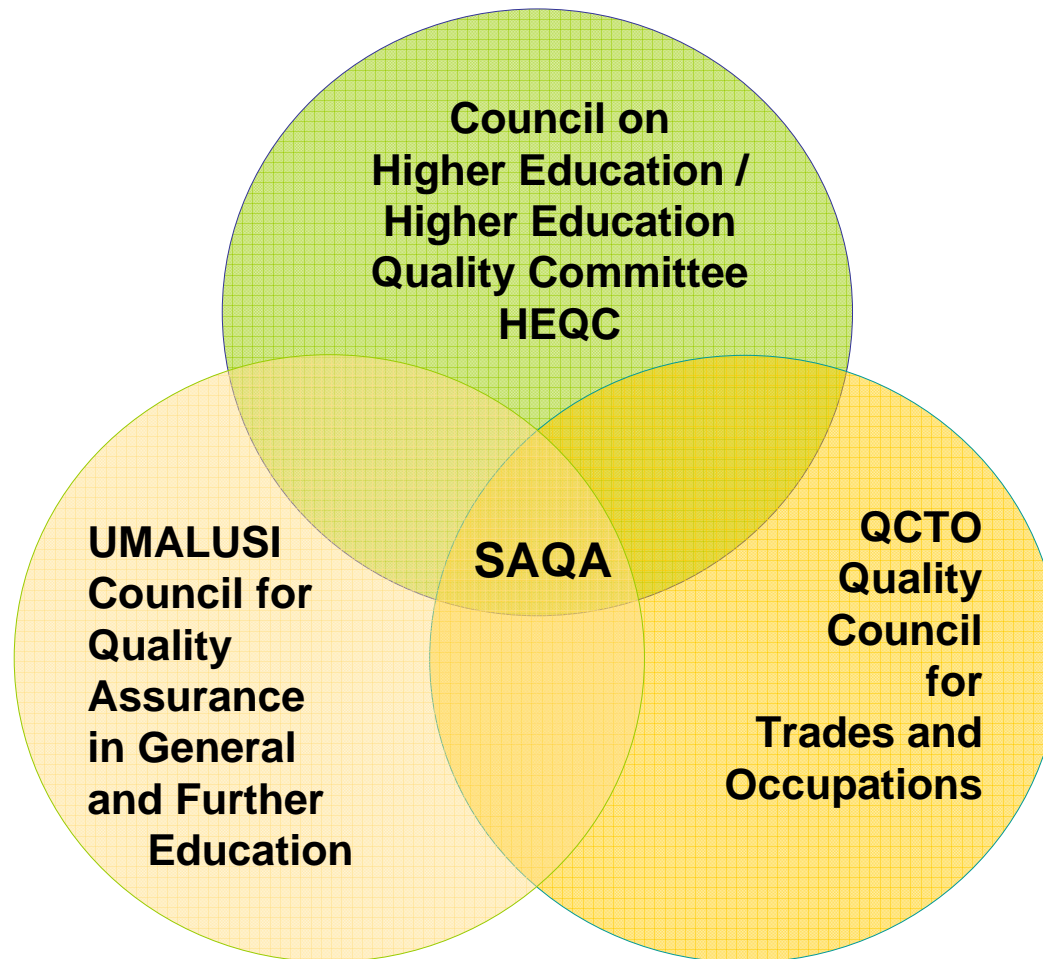 Council on
Higher Education /
Higher Education
Quality Committee
HEQC
UMALUSI
Council for
Quality
Assurance
in General
and Further
Education
SAQA
QCTO
Quality
Council
for
Trades and
Occupations